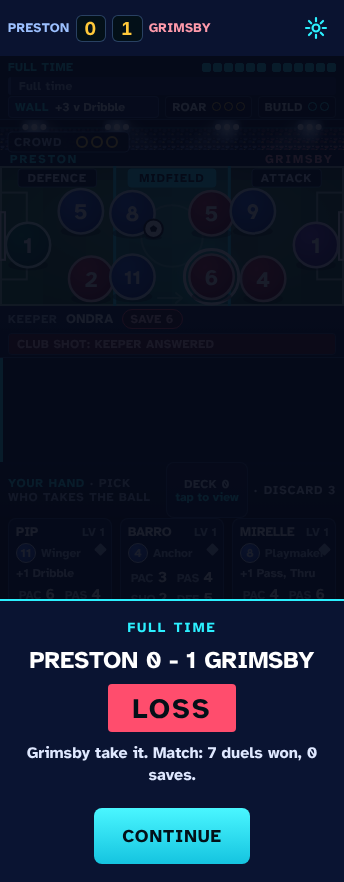 PRESTON 0 1 GRIMSBY
FULL TIME
Full time
WALL +3 v Dribble ROAR BUILD
CROWD
PRESTON GRIMSBY
DEFENCE MIDFIELD ATTACK
5 8 5 9
1 1
2 11 6 4
KEEPER ONDRA SAVE 6
CLUB SHOT: KEEPER ANSWERED
YOUR HAND · PICK
WHO TAKES THE BALL
DECK 0
tap to view
· DISCARD 3
PIP LV 1 BARRO LV 1 MIRELLE LV 1
11 Winger 4 Anchor 8 Playmaker
+1 Dribble +1 Pass, Thru
PAC 3 PAS 4
PAC 6 PAS 4 PAC 4 PAS 6
FULL TIME
PRESTON 0 - 1 GRIMSBY
LOSS
Grimsby take it. Match: 7 duels won, 0
saves.
CONTINUE